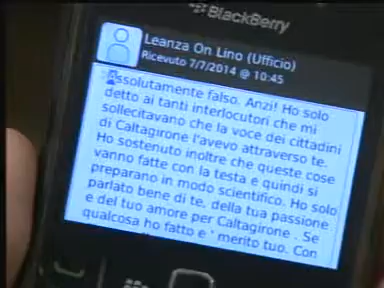 BlackBerry
Leanza On Lino (Ufficio)
Ricevuto 7/7/2014 @ 10:45
Assolutamente falso. Anzi! Ho solo
detto ai tanti interlocutori che mi
sollecitavano che la voce dei cittadini
di Caltagirone l'avevo attraverso te.
Ho sostenuto inoltre che queste cose
vanno fatte con la testa e quindi si
preparano in modo scientifico. Ho solo
parlato bene di te, della tua passione
e del tuo amore per Caltagirone . Se
qualcosa ho fatto e ' merito tuo. Con